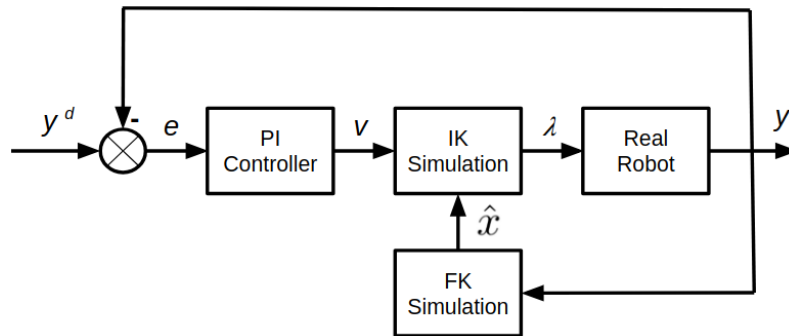 -
y d
e
PI
Controller
v
IK
Simulation
λ
Real
Robot
y
x̂
FK
Simulation